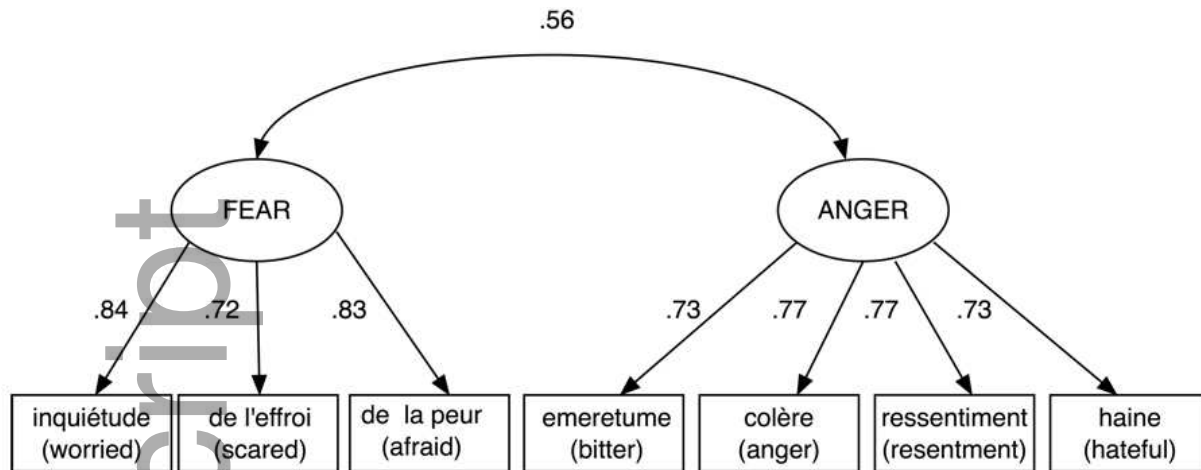 .56
FEAR
ANGER
.84
.72
.83
.73
.77
.77
.73
inquiétude
(worried)
de l'effroi
(scared)
de la peur
(afraid)
emeretume
(bitter)
colère
(anger)
ressentiment
(resentment)
haine
(hateful)
cript